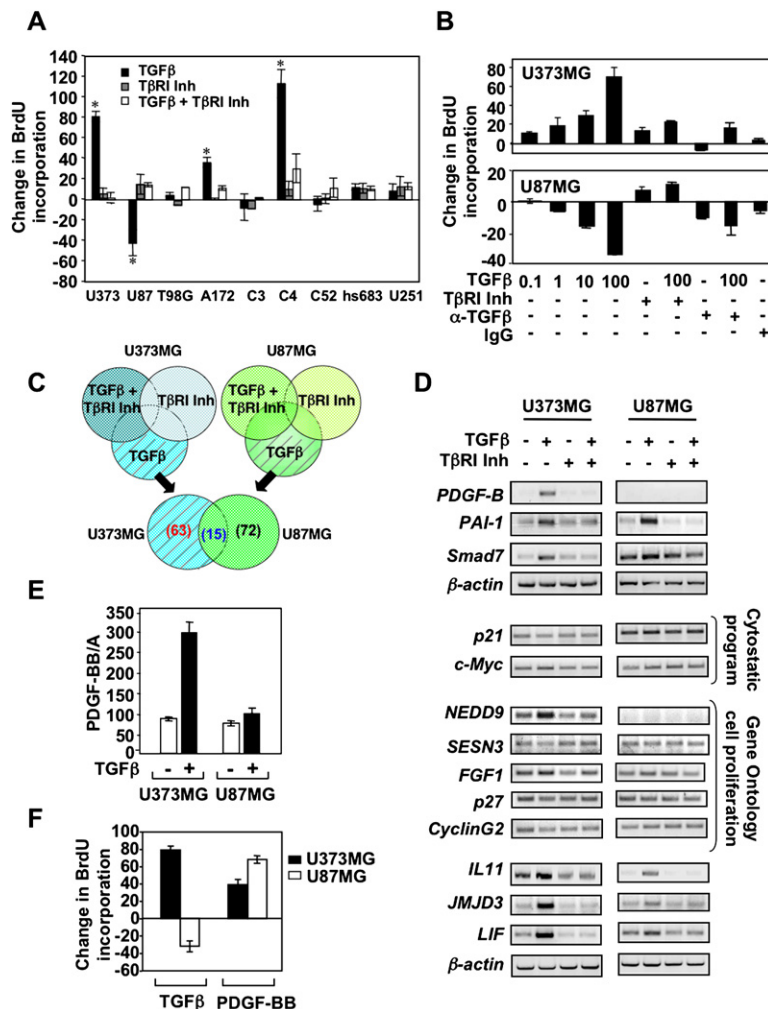 A
Change in BrdU
incorporation
140
120
100
80
60
40
20
0
-20
-40
-60
-80
TGFβ
TβRI Inh
TGFβ + TβRI Inh
*
*
*
*
U373 U87 T98G A172 C3 C4 C52 hs683 U251
B
Change in BrdU
incorporation
U373MG
80
60
40
20
0
U87MG
20
0
20
40
TGFβ 0.1 1 10 100 - 100 - 100 -
TβRI Inh - - - - + + - - -
α-TGFβ - - - - - - + + -
IgG - - - - - - - - +
C
U373MG
U87MG
TGFβ +
TβRI Inh
TβRI Inh
TGFβ
TGFβ +
TβRI Inh
TβRI Inh
TGFβ
U373MG
(63)
(15)
(72)
U87MG
D
U373MG U87MG
TGFβ - + - + - + - +
TβRI Inh - - + + - - + +
PDGF-B
PAI-1
Smad7
β-actin
p21
c-Myc
Cytostatic
program
NEDD9
SESN3
FGF1
p27
CyclinG2
Gene Ontology
cell proliferation
IL11
JMJD3
LIF
β-actin
E
PDGF-BB/A
350
300
250
200
150
100
50
0
TGFβ - + - +
U373MG U87MG
F
Change in BrdU
incorporation
100
80
60
40
20
0
-20
-40
-60
U373MG
U87MG
TGFβ PDGF-BB